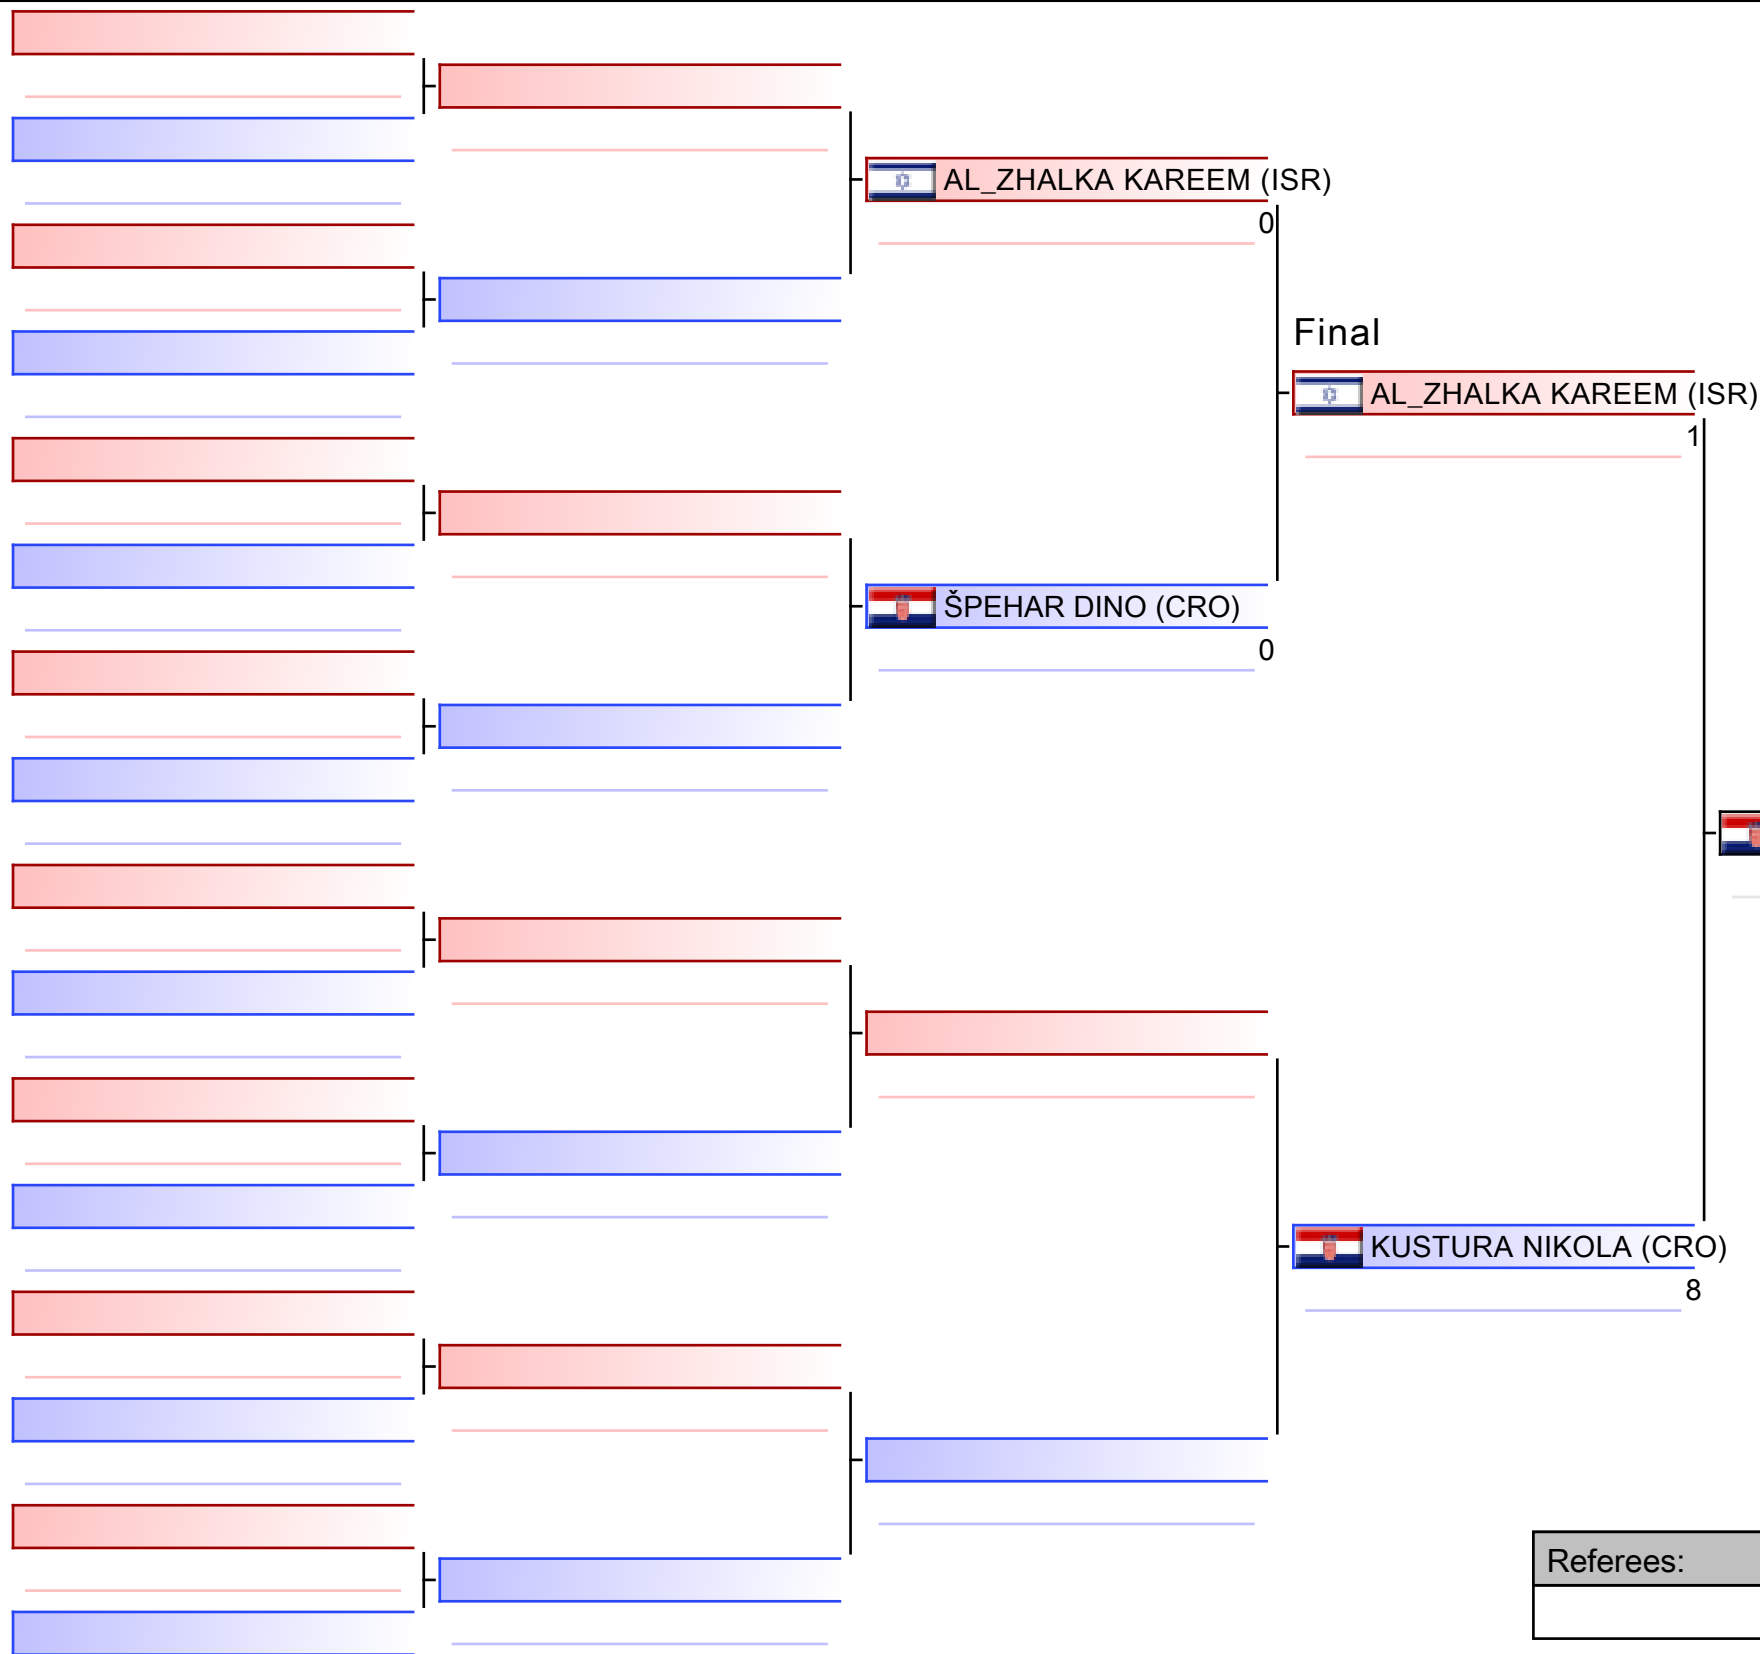 AL_ZHALKA KAREEM (ISR)
0
Final
AL_ZHALKA KAREEM (ISR)
1
ŠPEHAR DINO (CRO)
0
KUSTURA NIKOLA (CRO)
8
Referees: